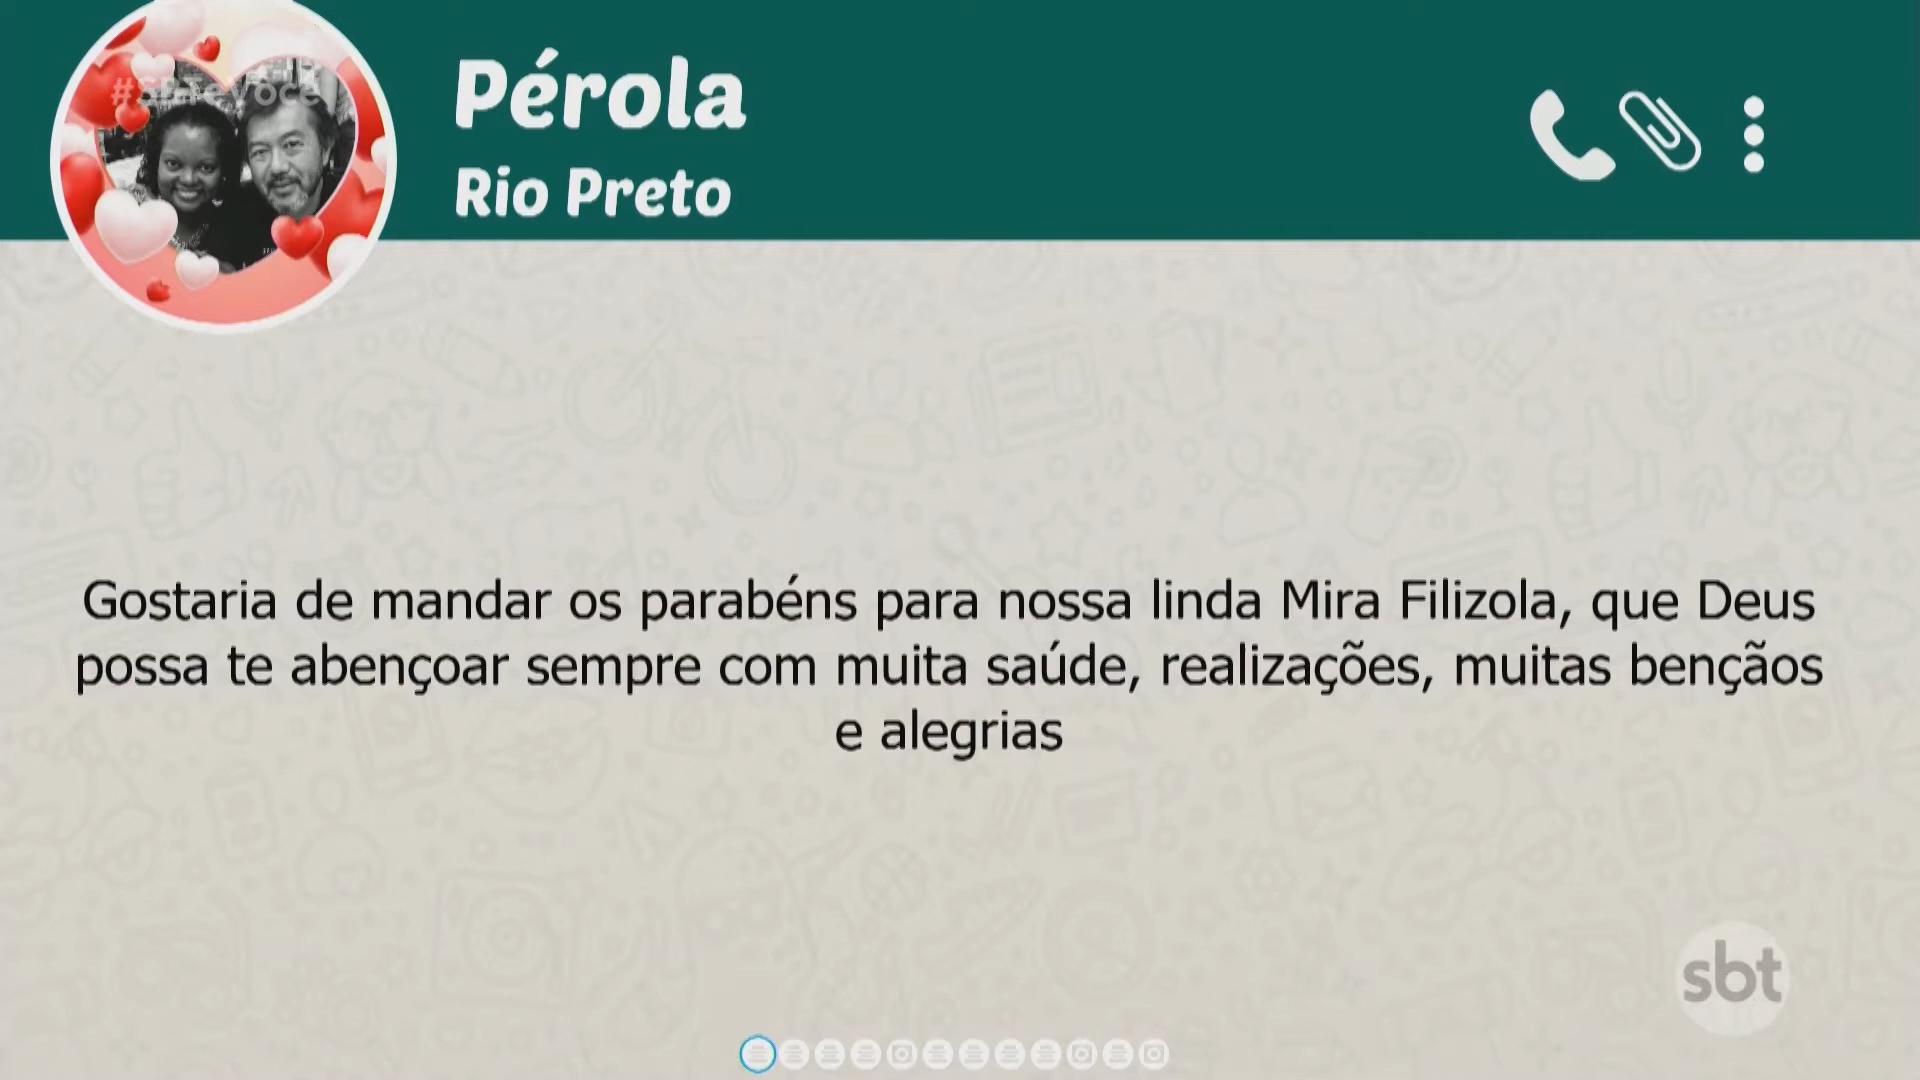 #SBTeVocê
Pérola
Rio Preto
Gostaria de mandar os parabéns para nossa linda Mira Filizola, que Deus
possa te abençoar sempre com muita saúde, realizações, muitas bençãos
e alegrias
sbt